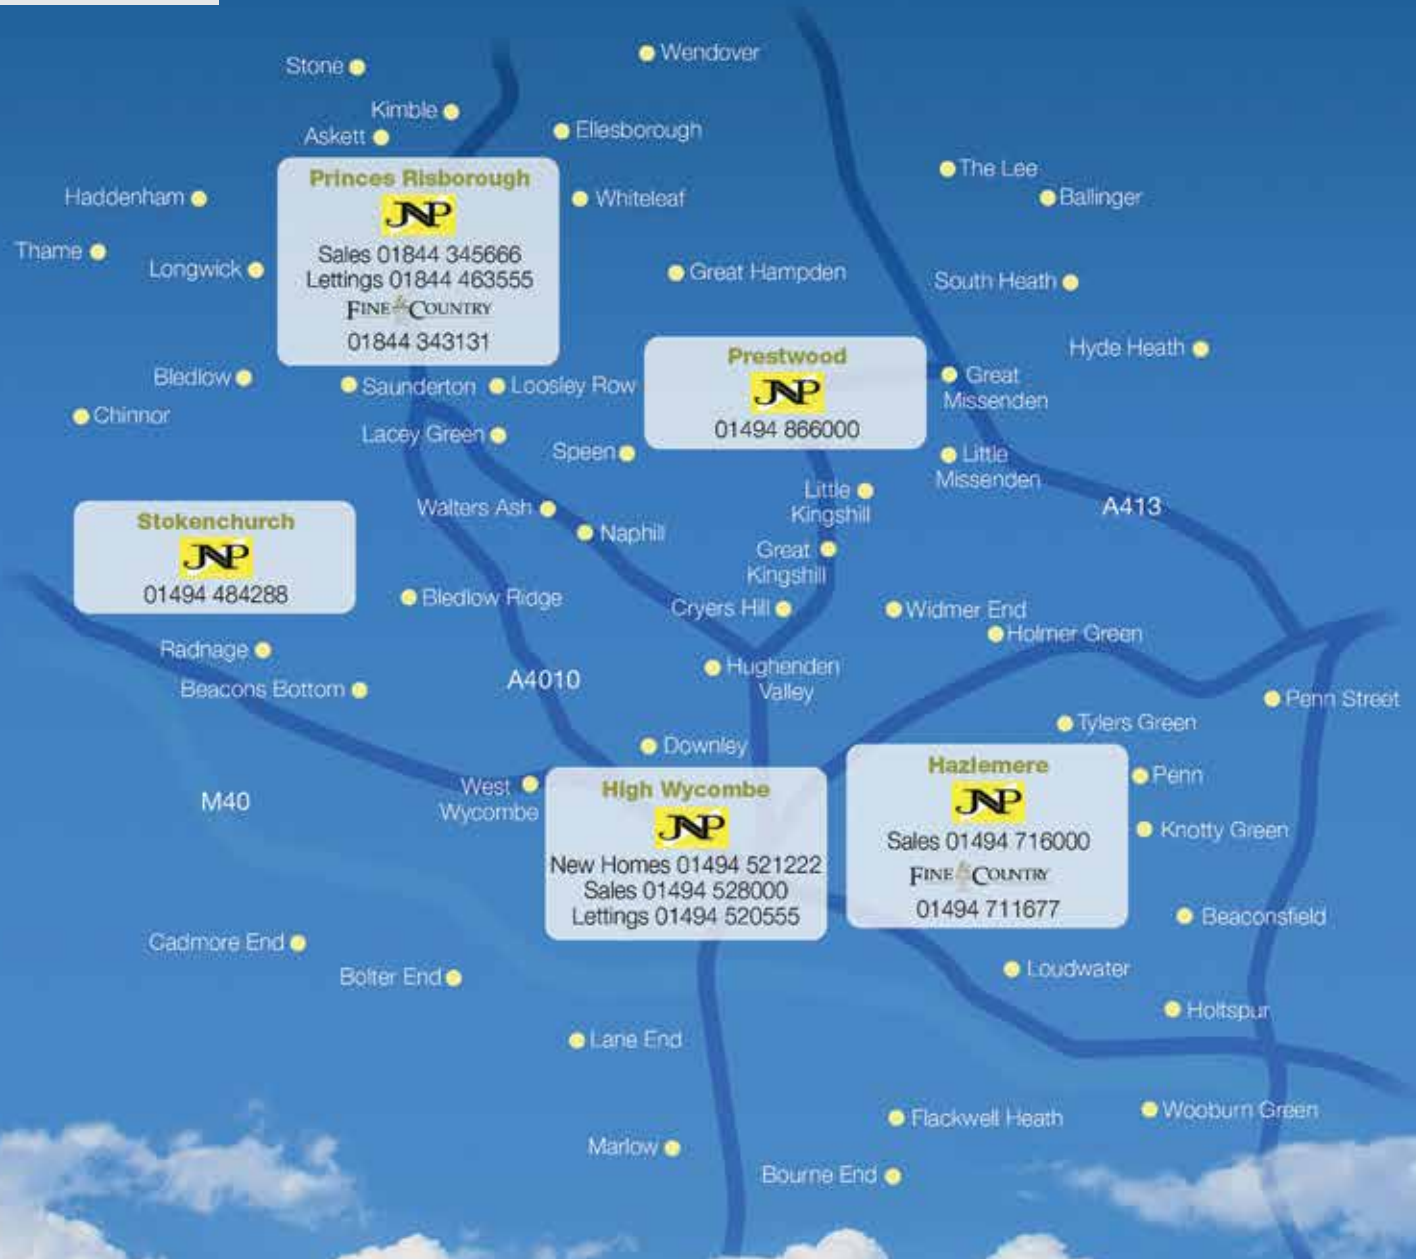 Wendover
Stone
Kimble
Ellesborough
Askett
The Lee
Princes Risborough
JNP
Sales 01844 345666
Lettings 01844 463555
FINE & COUNTRY
01844 343131
Haddenham
Whiteleaf
Ballinger
Thame
Longwick
Great Hampden
South Heath
Hyde Heath
Prestwood
JNP
01494 866000
Bledlow
Saunderton
Loosley Row
Great
Missenden
Chinnor
Lacey Green
Speen
Little
Missenden
Little
Kingshill
Walters Ash
A413
Stokenchurch
JNP
01494 484288
Naphill
Great
Kingshill
Bledlow Ridge
Cryers Hill
Widmer End
Holmer Green
Radnage
Hughenden
Valley
A4010
Beacons Bottom
Penn Street
Tylers Green
Downley
Hazlemere
JNP
Sales 01494 716000
FINE & COUNTRY
01494 711677
Penn
West
Wycombe
High Wycombe
JNP
New Homes 01494 521222
Sales 01494 528000
Lettings 01494 520555
M40
Knotty Green
Beaconsfield
Cadmore End
Bolter End
Loudwater
Holtspur
Lane End
Flackwell Heath
Wooburn Green
Marlow
Bourne End